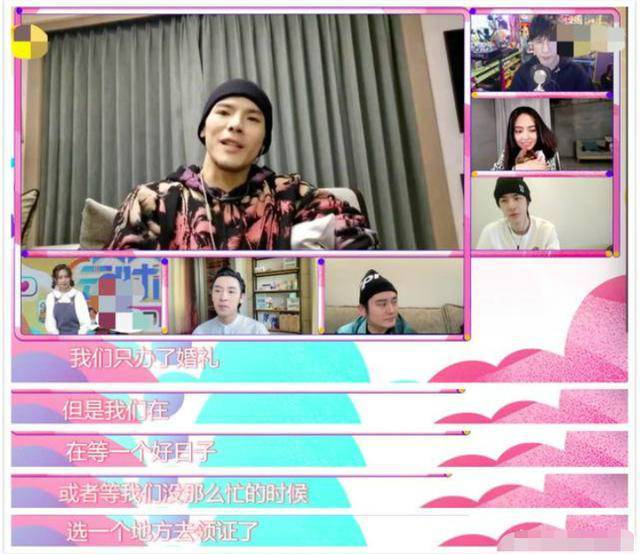 我们只办了婚礼
但是我们在
在等一个好日子
或者等我们没那么忙的时候
选一个地方去领证了